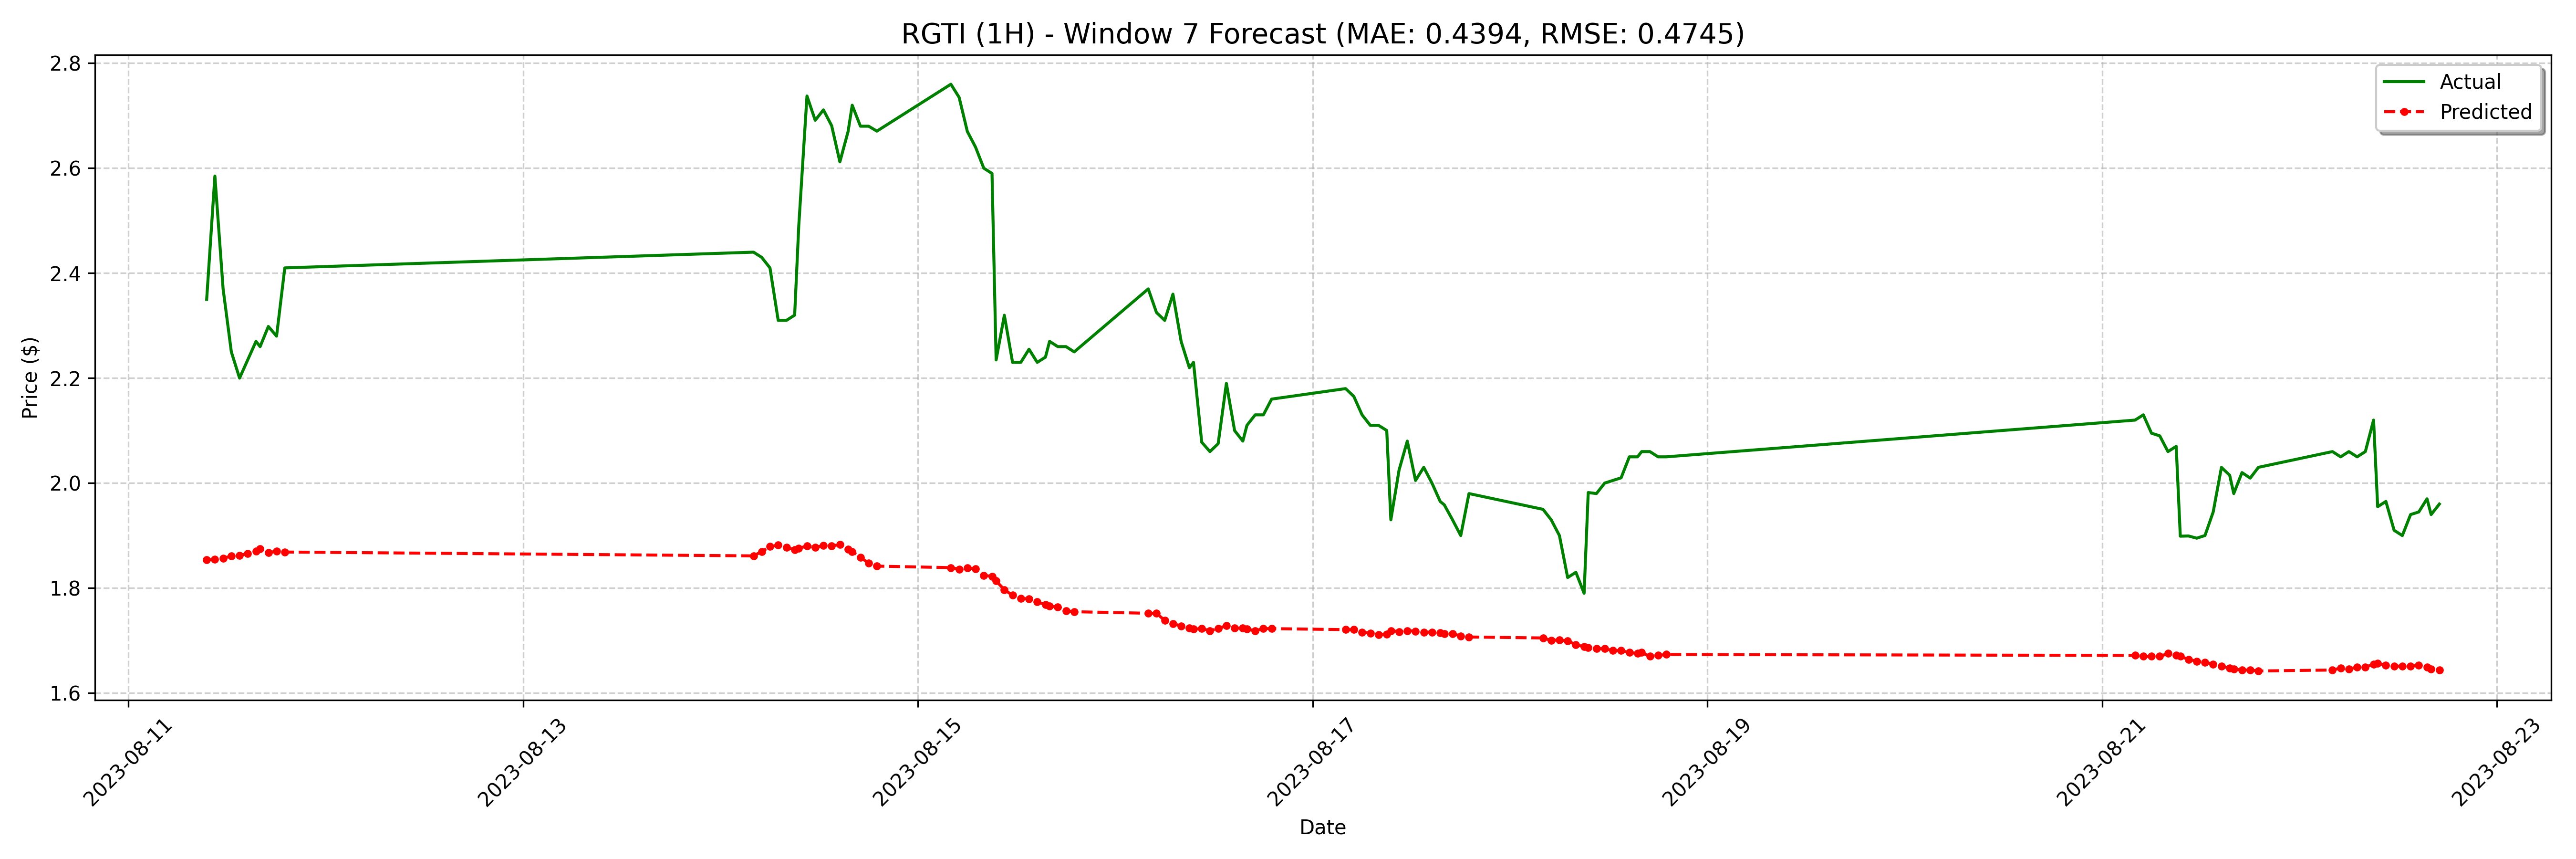 RGTI (1H) - Window 7 Forecast (MAE: 0.4394, RMSE: 0.4745)
Actual
Predicted
Price ($)
2.8
2.6
2.4
2.2
2.0
1.8
1.6
2023-08-11
2023-08-13
2023-08-15
2023-08-17
2023-08-19
2023-08-21
2023-08-23
Date